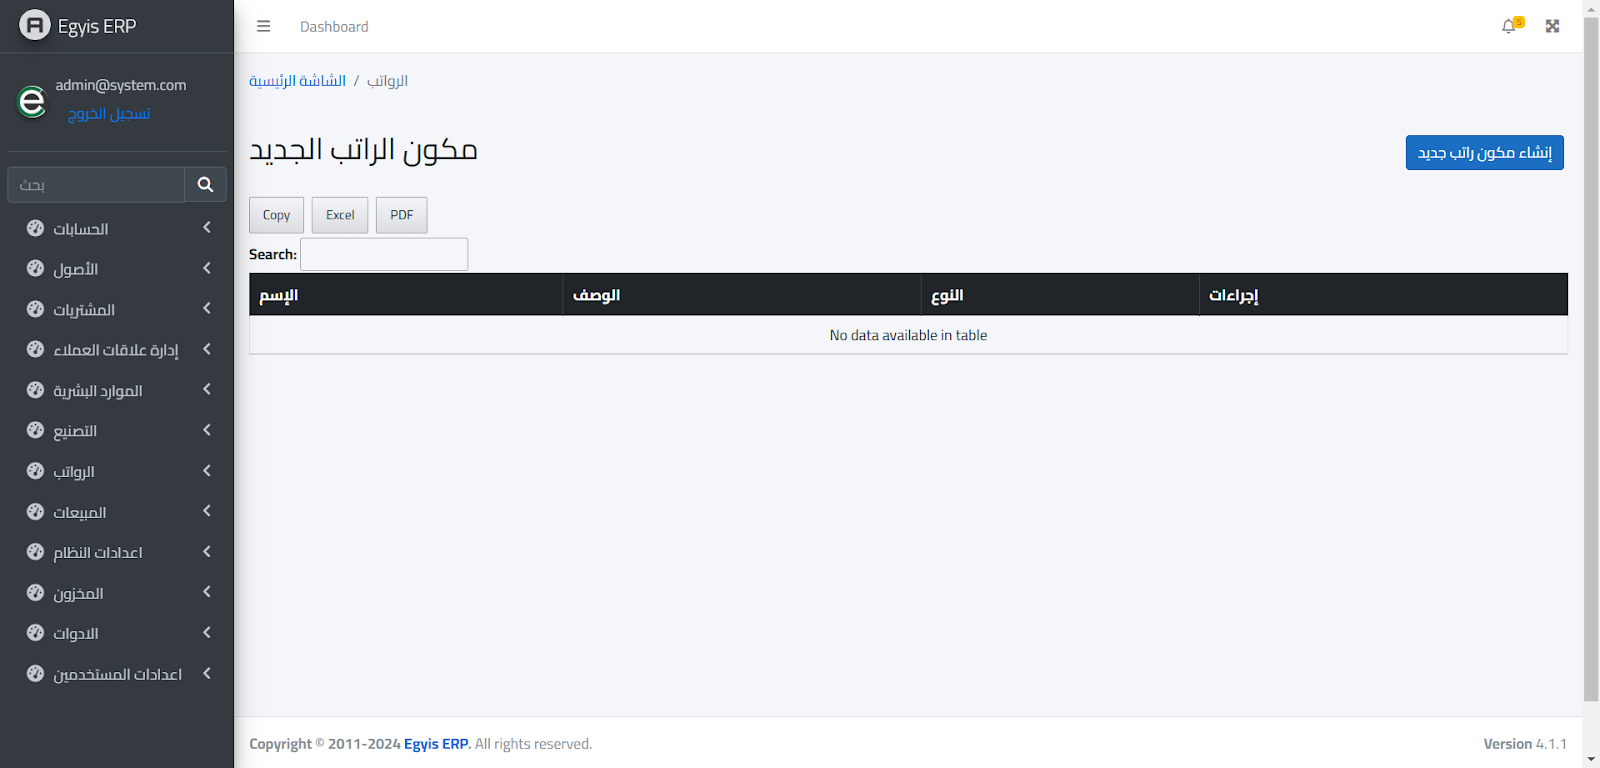 Egyis ERP
admin@system.com
تسجيل الخروج
بحث
الحسابات
الأصول
المشتريات
إدارة علاقات العملاء
الموارد البشرية
التصنيع
الرواتب
المبيعات
اعدادات النظام
المخزون
الادوات
اعدادات المستخدمين
Dashboard
5
الشاشة الرئيسية / الرواتب
مكون الراتب الجديد
إنشاء مكون راتب جديد
Copy Excel PDF
Search:
الإسم الوصف النوع إجراءات
No data available in table
Copyright © 2011-2024 Egyis ERP. All rights reserved.
Version 4.1.1